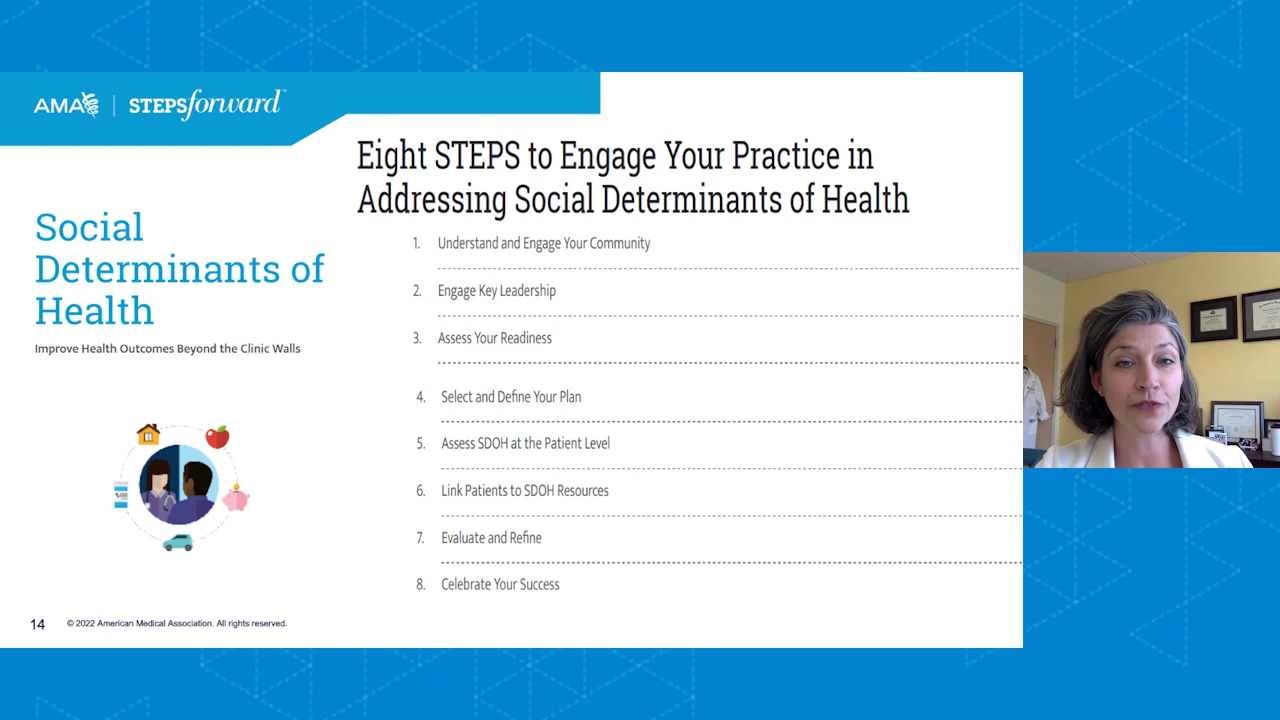 AMA | STEPSforward™
Eight STEPS to Engage Your Practice in
Addressing Social Determinants of Health
Social
Determinants of
Health
Improve Health Outcomes Beyond the Clinic Walls
1. Understand and Engage Your Community
2. Engage Key Leadership
3. Assess Your Readiness
4. Select and Define Your Plan
5. Assess SDOH at the Patient Level
6. Link Patients to SDOH Resources
7. Evaluate and Refine
8. Celebrate Your Success
14 © 2022 American Medical Association. All rights reserved.